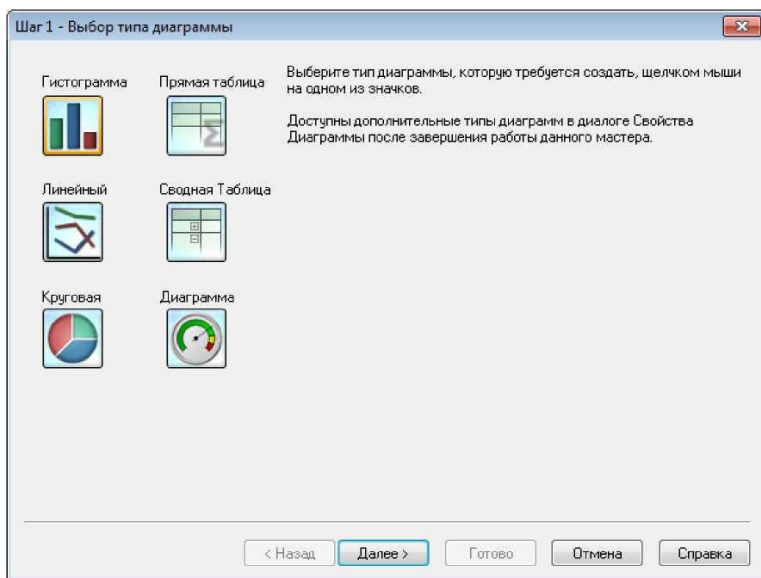 Шаг 1 - Выбор типа диаграммы
Гистограмма
Прямая таблица
Линейный
Сводная Таблица
Круговая
Диаграмма
Выберите тип диаграммы, которую требуется создать, щелчком мыши
на одном из значков.
Доступны дополнительные типы диаграмм в диалоге Свойства
Диаграммы после завершения работы данного мастера.
< Назад
Далее >
Готово
Отмена
Справка